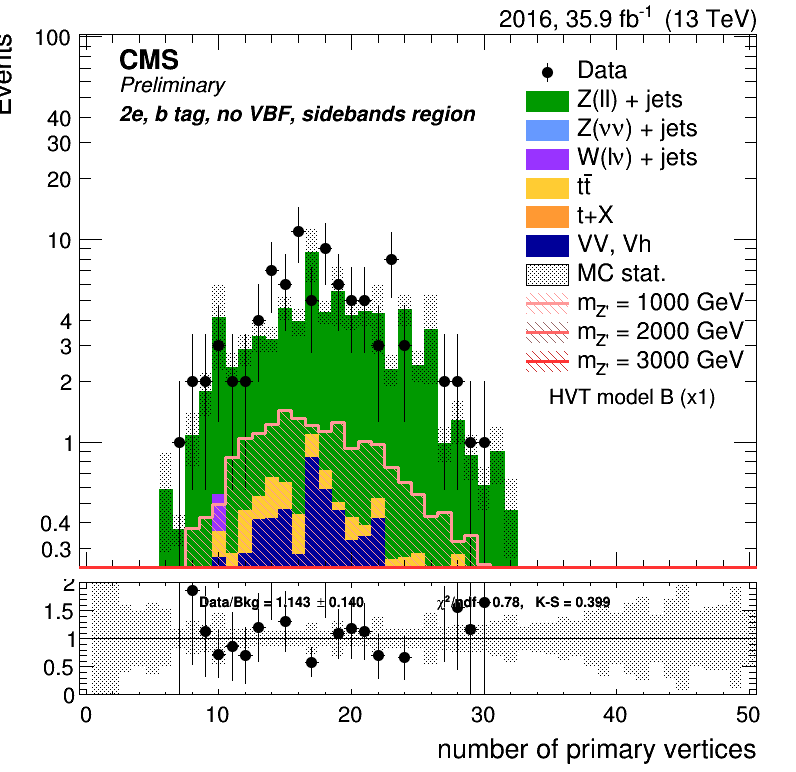 2016, 35.9 fb⁻¹ (13 TeV)
Events
100
40
30
20
10
4
3
2
1
0.4
0.3
CMS
Preliminary
2e, b tag, no VBF, sidebands region
Data
Z(ll) + jets
Z(νν) + jets
W(lν) + jets
tt̄
t+X
VV, Vh
MC stat.
m_Z' = 1000 GeV
m_Z' = 2000 GeV
m_Z' = 3000 GeV
HVT model B (x1)
2
1.5
1
0.5
0
Data/Bkg = 1.143 ± 0.140
χ²/ndf = 0.78, K-S = 0.399
0 10 20 30 40 50
number of primary vertices